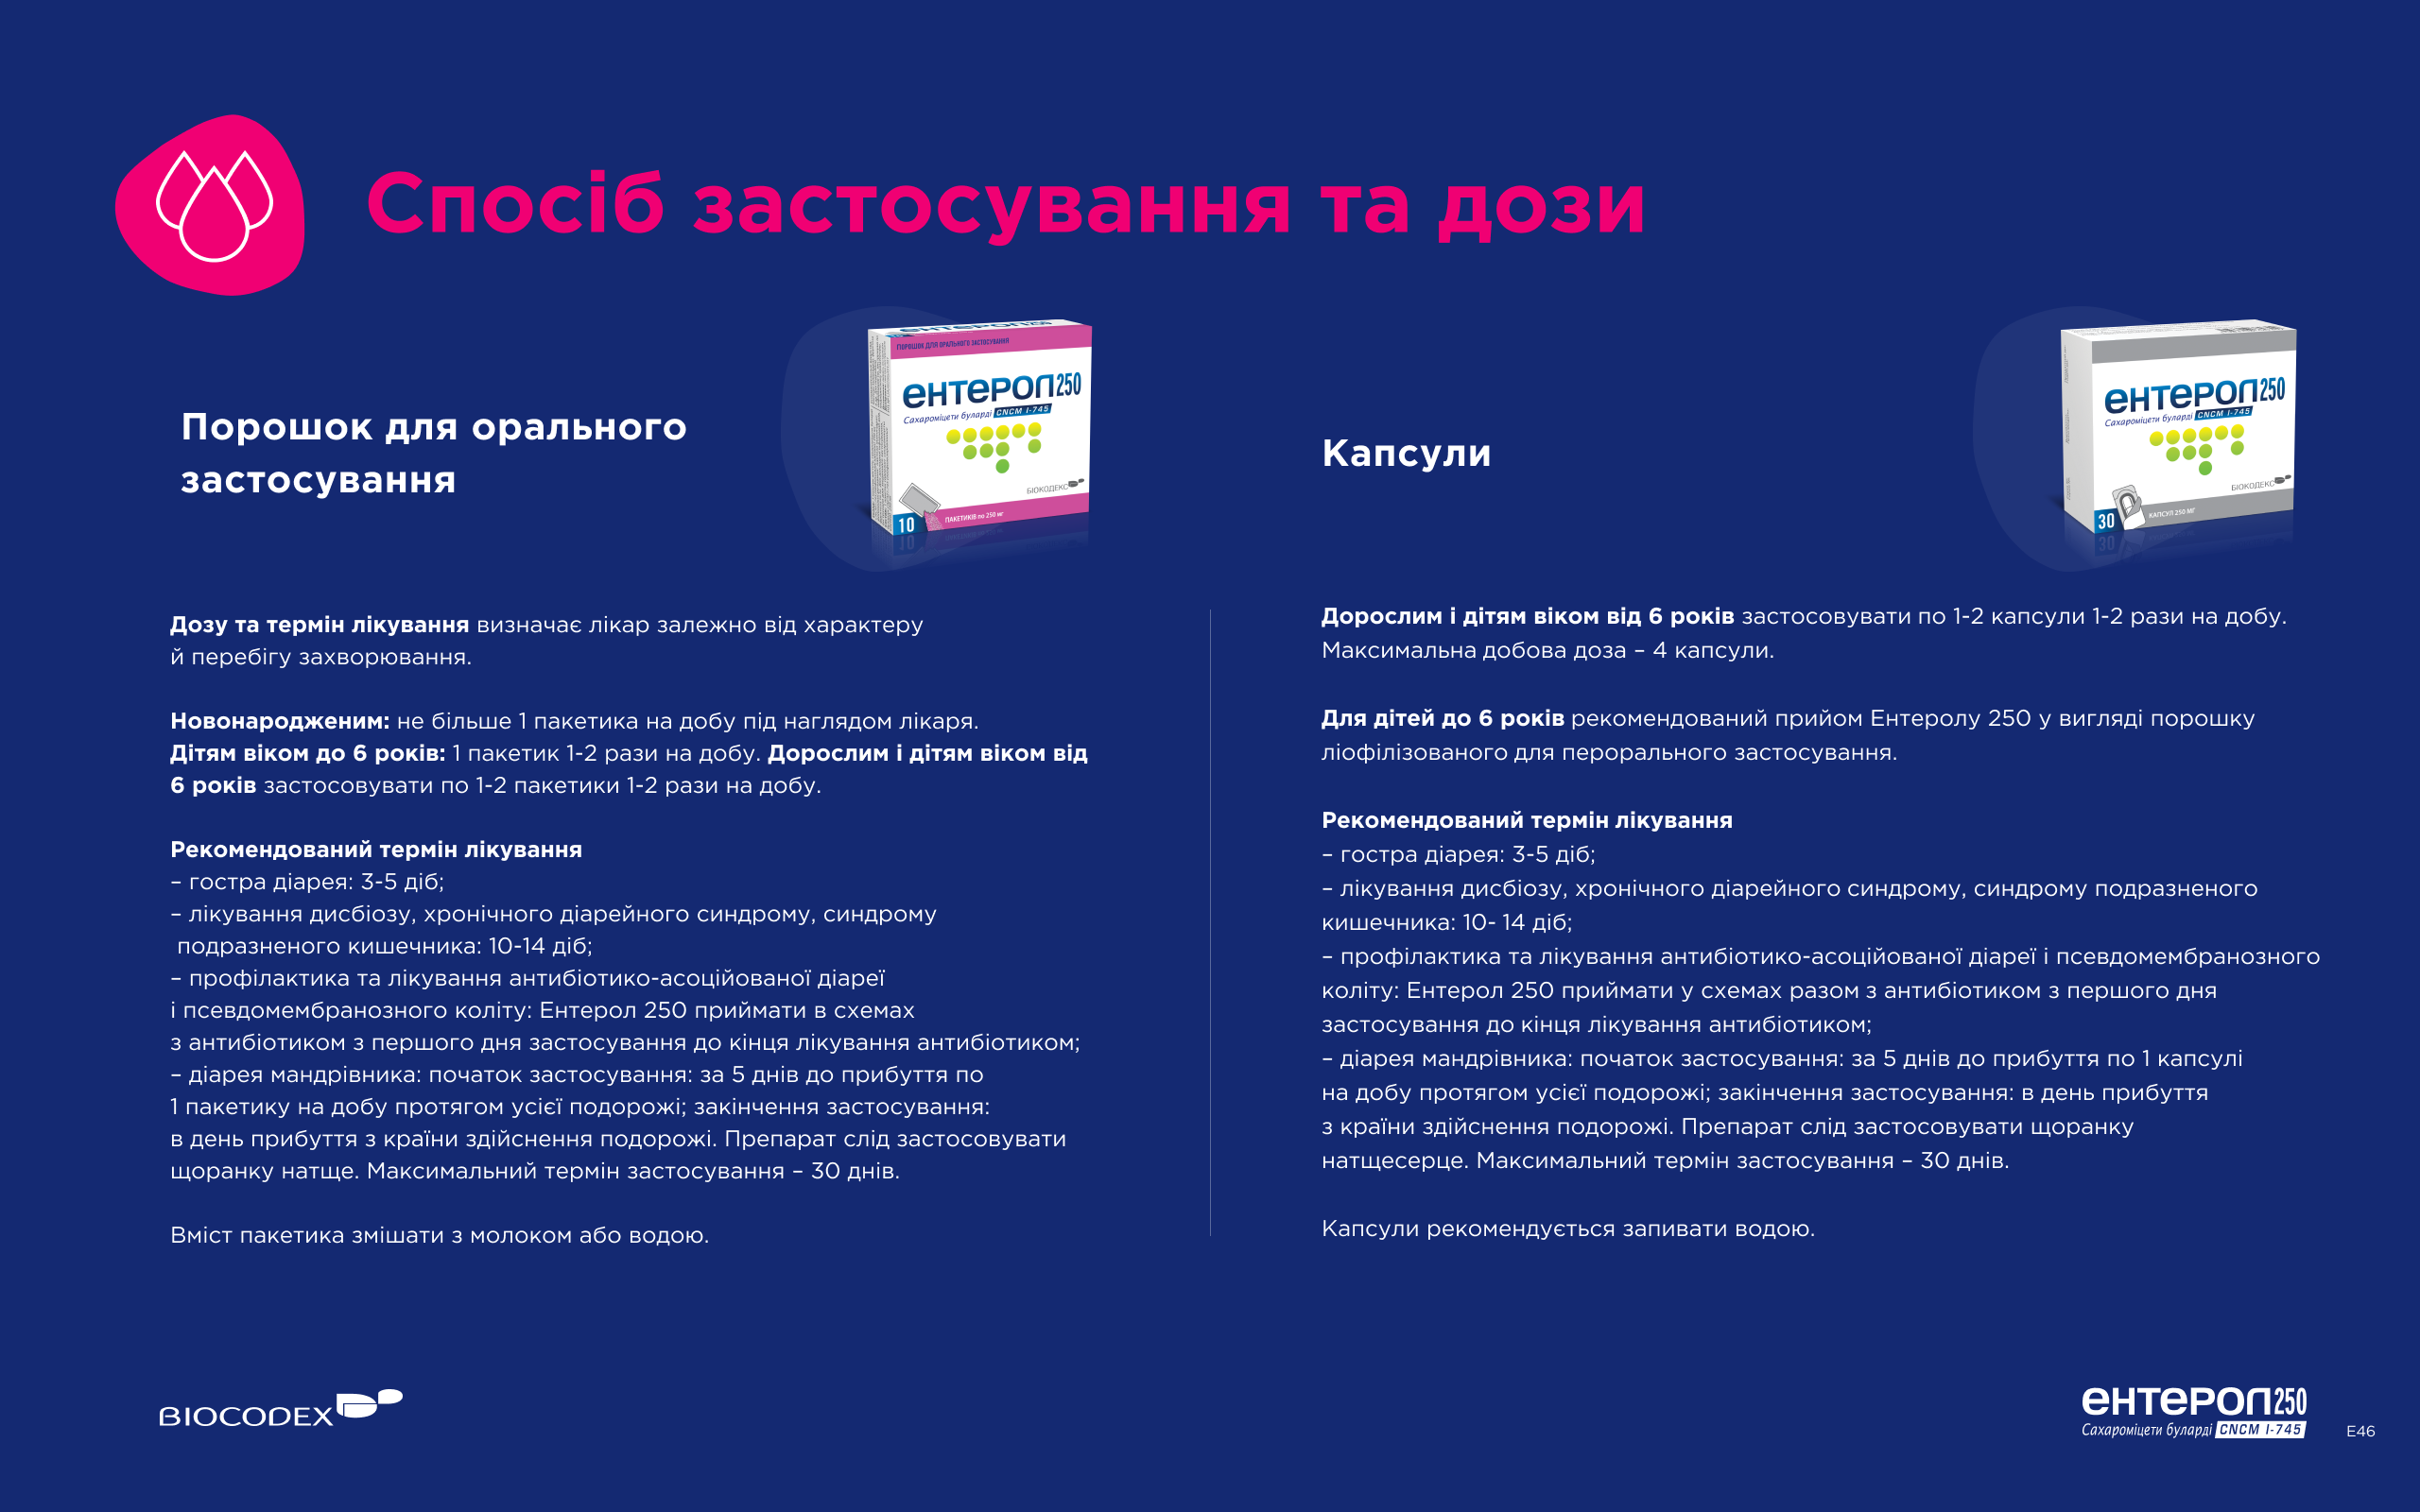 Спосіб застосування та дози
Порошок для орального
застосування
ПОРОШОК ДЛЯ ОРАЛЬНОГО ЗАСТОСУВАННЯ
ентерол250
Сахароміцети буларді CNCM I-745
БІОКОДЕКС
10
ПАКЕТИКІВ по 250 мг
Дозу та термін лікування визначає лікар залежно від характеру
й перебігу захворювання.
Новонародженим: не більше 1 пакетика на добу під наглядом лікаря.
Дітям віком до 6 років: 1 пакетик 1-2 рази на добу. Дорослим і дітям віком від
6 років застосовувати по 1-2 пакетики 1-2 рази на добу.
Рекомендований термін лікування
– гостра діарея: 3-5 діб;
– лікування дисбіозу, хронічного діарейного синдрому, синдрому
подразненого кишечника: 10-14 діб;
– профілактика та лікування антибіотико-асоційованої діареї
і псевдомембранозного коліту: Ентерол 250 приймати в схемах
з антибіотиком з першого дня застосування до кінця лікування антибіотиком;
– діарея мандрівника: початок застосування: за 5 днів до прибуття по
1 пакетику на добу протягом усієї подорожі; закінчення застосування:
в день прибуття з країни здійснення подорожі. Препарат слід застосовувати
щоранку натще. Максимальний термін застосування – 30 днів.
Вміст пакетика змішати з молоком або водою.
Капсули
ентерол250
Сахароміцети буларді CNCM I-745
БІОКОДЕКС
30
КАПСУЛ 250 МГ
Дорослим і дітям віком від 6 років застосовувати по 1-2 капсули 1-2 рази на добу.
Максимальна добова доза – 4 капсули.
Для дітей до 6 років рекомендований прийом Ентеролу 250 у вигляді порошку
ліофілізованого для перорального застосування.
Рекомендований термін лікування
– гостра діарея: 3-5 діб;
– лікування дисбіозу, хронічного діарейного синдрому, синдрому подразненого
кишечника: 10- 14 діб;
– профілактика та лікування антибіотико-асоційованої діареї і псевдомембранозного
коліту: Ентерол 250 приймати у схемах разом з антибіотиком з першого дня
застосування до кінця лікування антибіотиком;
– діарея мандрівника: початок застосування: за 5 днів до прибуття по 1 капсулі
на добу протягом усієї подорожі; закінчення застосування: в день прибуття
з країни здійснення подорожі. Препарат слід застосовувати щоранку
натщесерце. Максимальний термін застосування – 30 днів.
Капсули рекомендується запивати водою.
BIOCODEX
ентерол250
Сахароміцети буларді CNCM I-745
E46